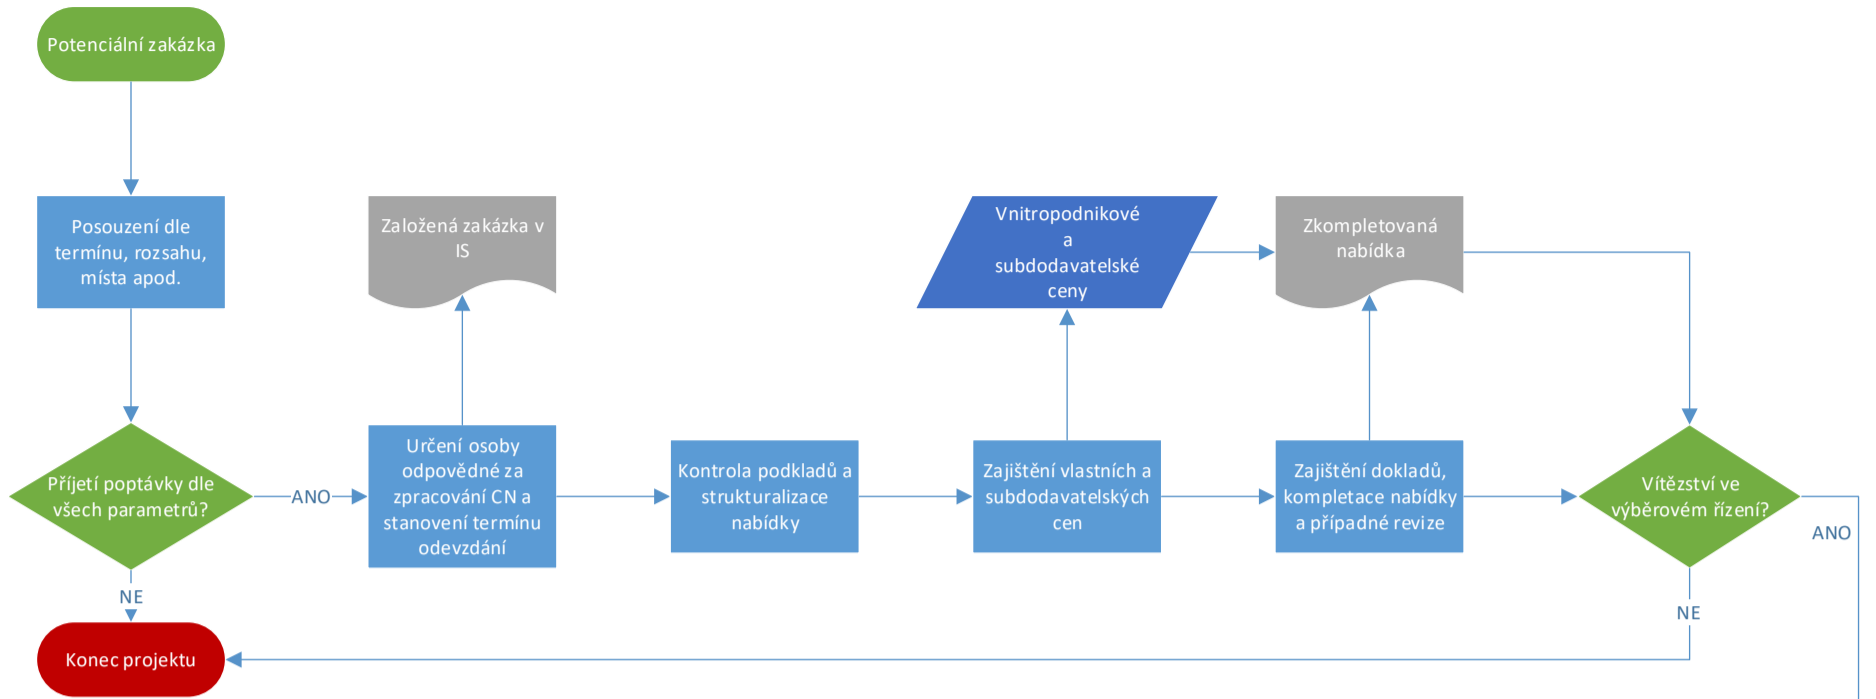 Potenciální zakázka
Posouzení dle
termínu, rozsahu,
místa apod.
Založená zakázka v
IS
Vnitropodnikové
a
subdodavatelské
ceny
Zkompletovaná
nabídka
Příjetí poptávky dle
všech parametrů?
ANO
Určení osoby
odpovědné za
zpracování CN a
stanovení termínu
odevzdání
Kontrola podkladů a
strukturalizace
nabídky
Zajištění vlastních a
subdodavatelských
cen
Zajištění dokladů,
kompletace nabídky
a případné revize
Vítězství ve
výběrovém řízení?
ANO
NE
NE
Konec projektu